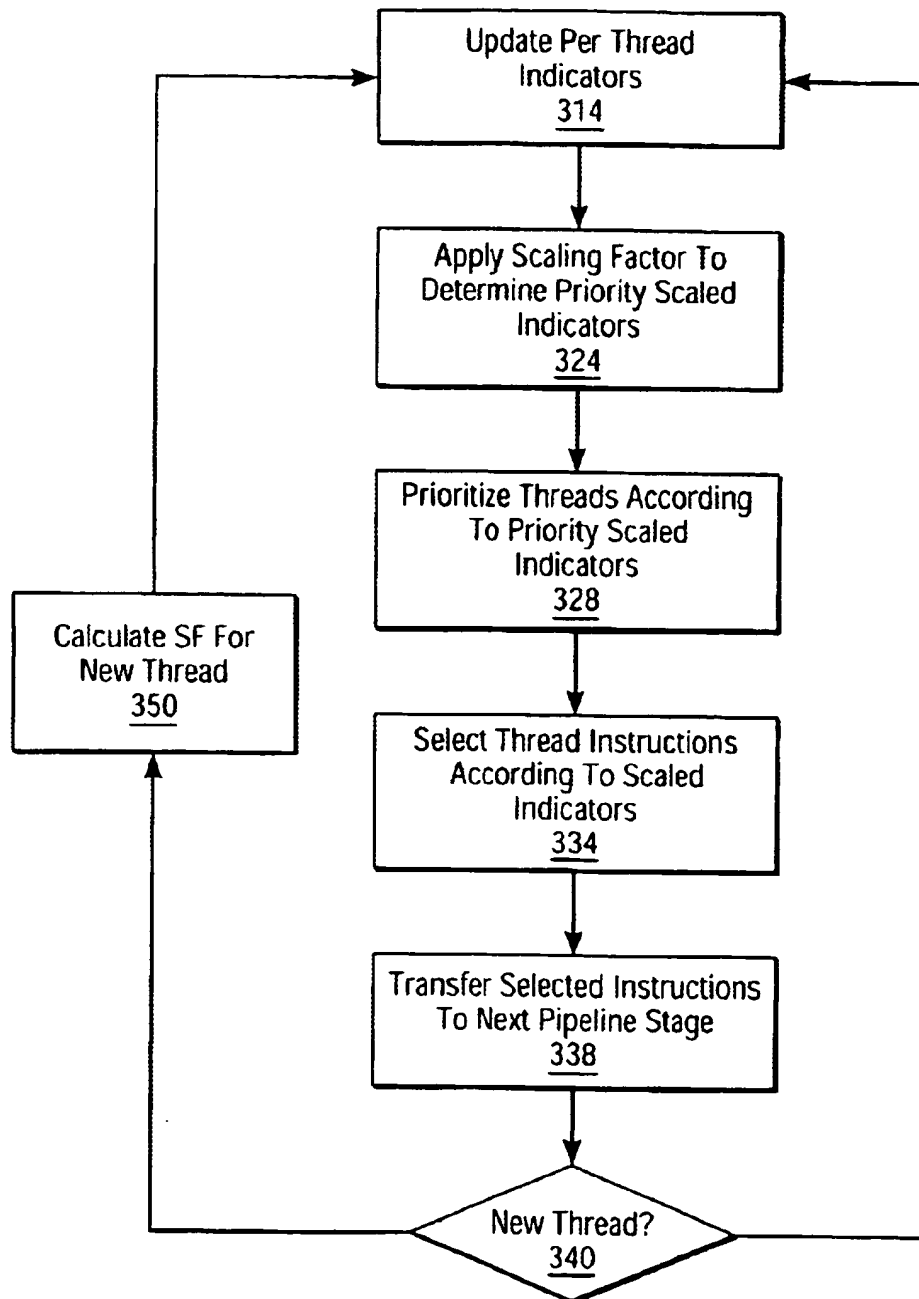 Update Per Thread
Indicators
314
Apply Scaling Factor To
Determine Priority Scaled
Indicators
324
Prioritize Threads According
To Priority Scaled
Indicators
328
Calculate SF For
New Thread
350
Select Thread Instructions
According To Scaled
Indicators
334
Transfer Selected Instructions
To Next Pipeline Stage
338
New Thread?
340